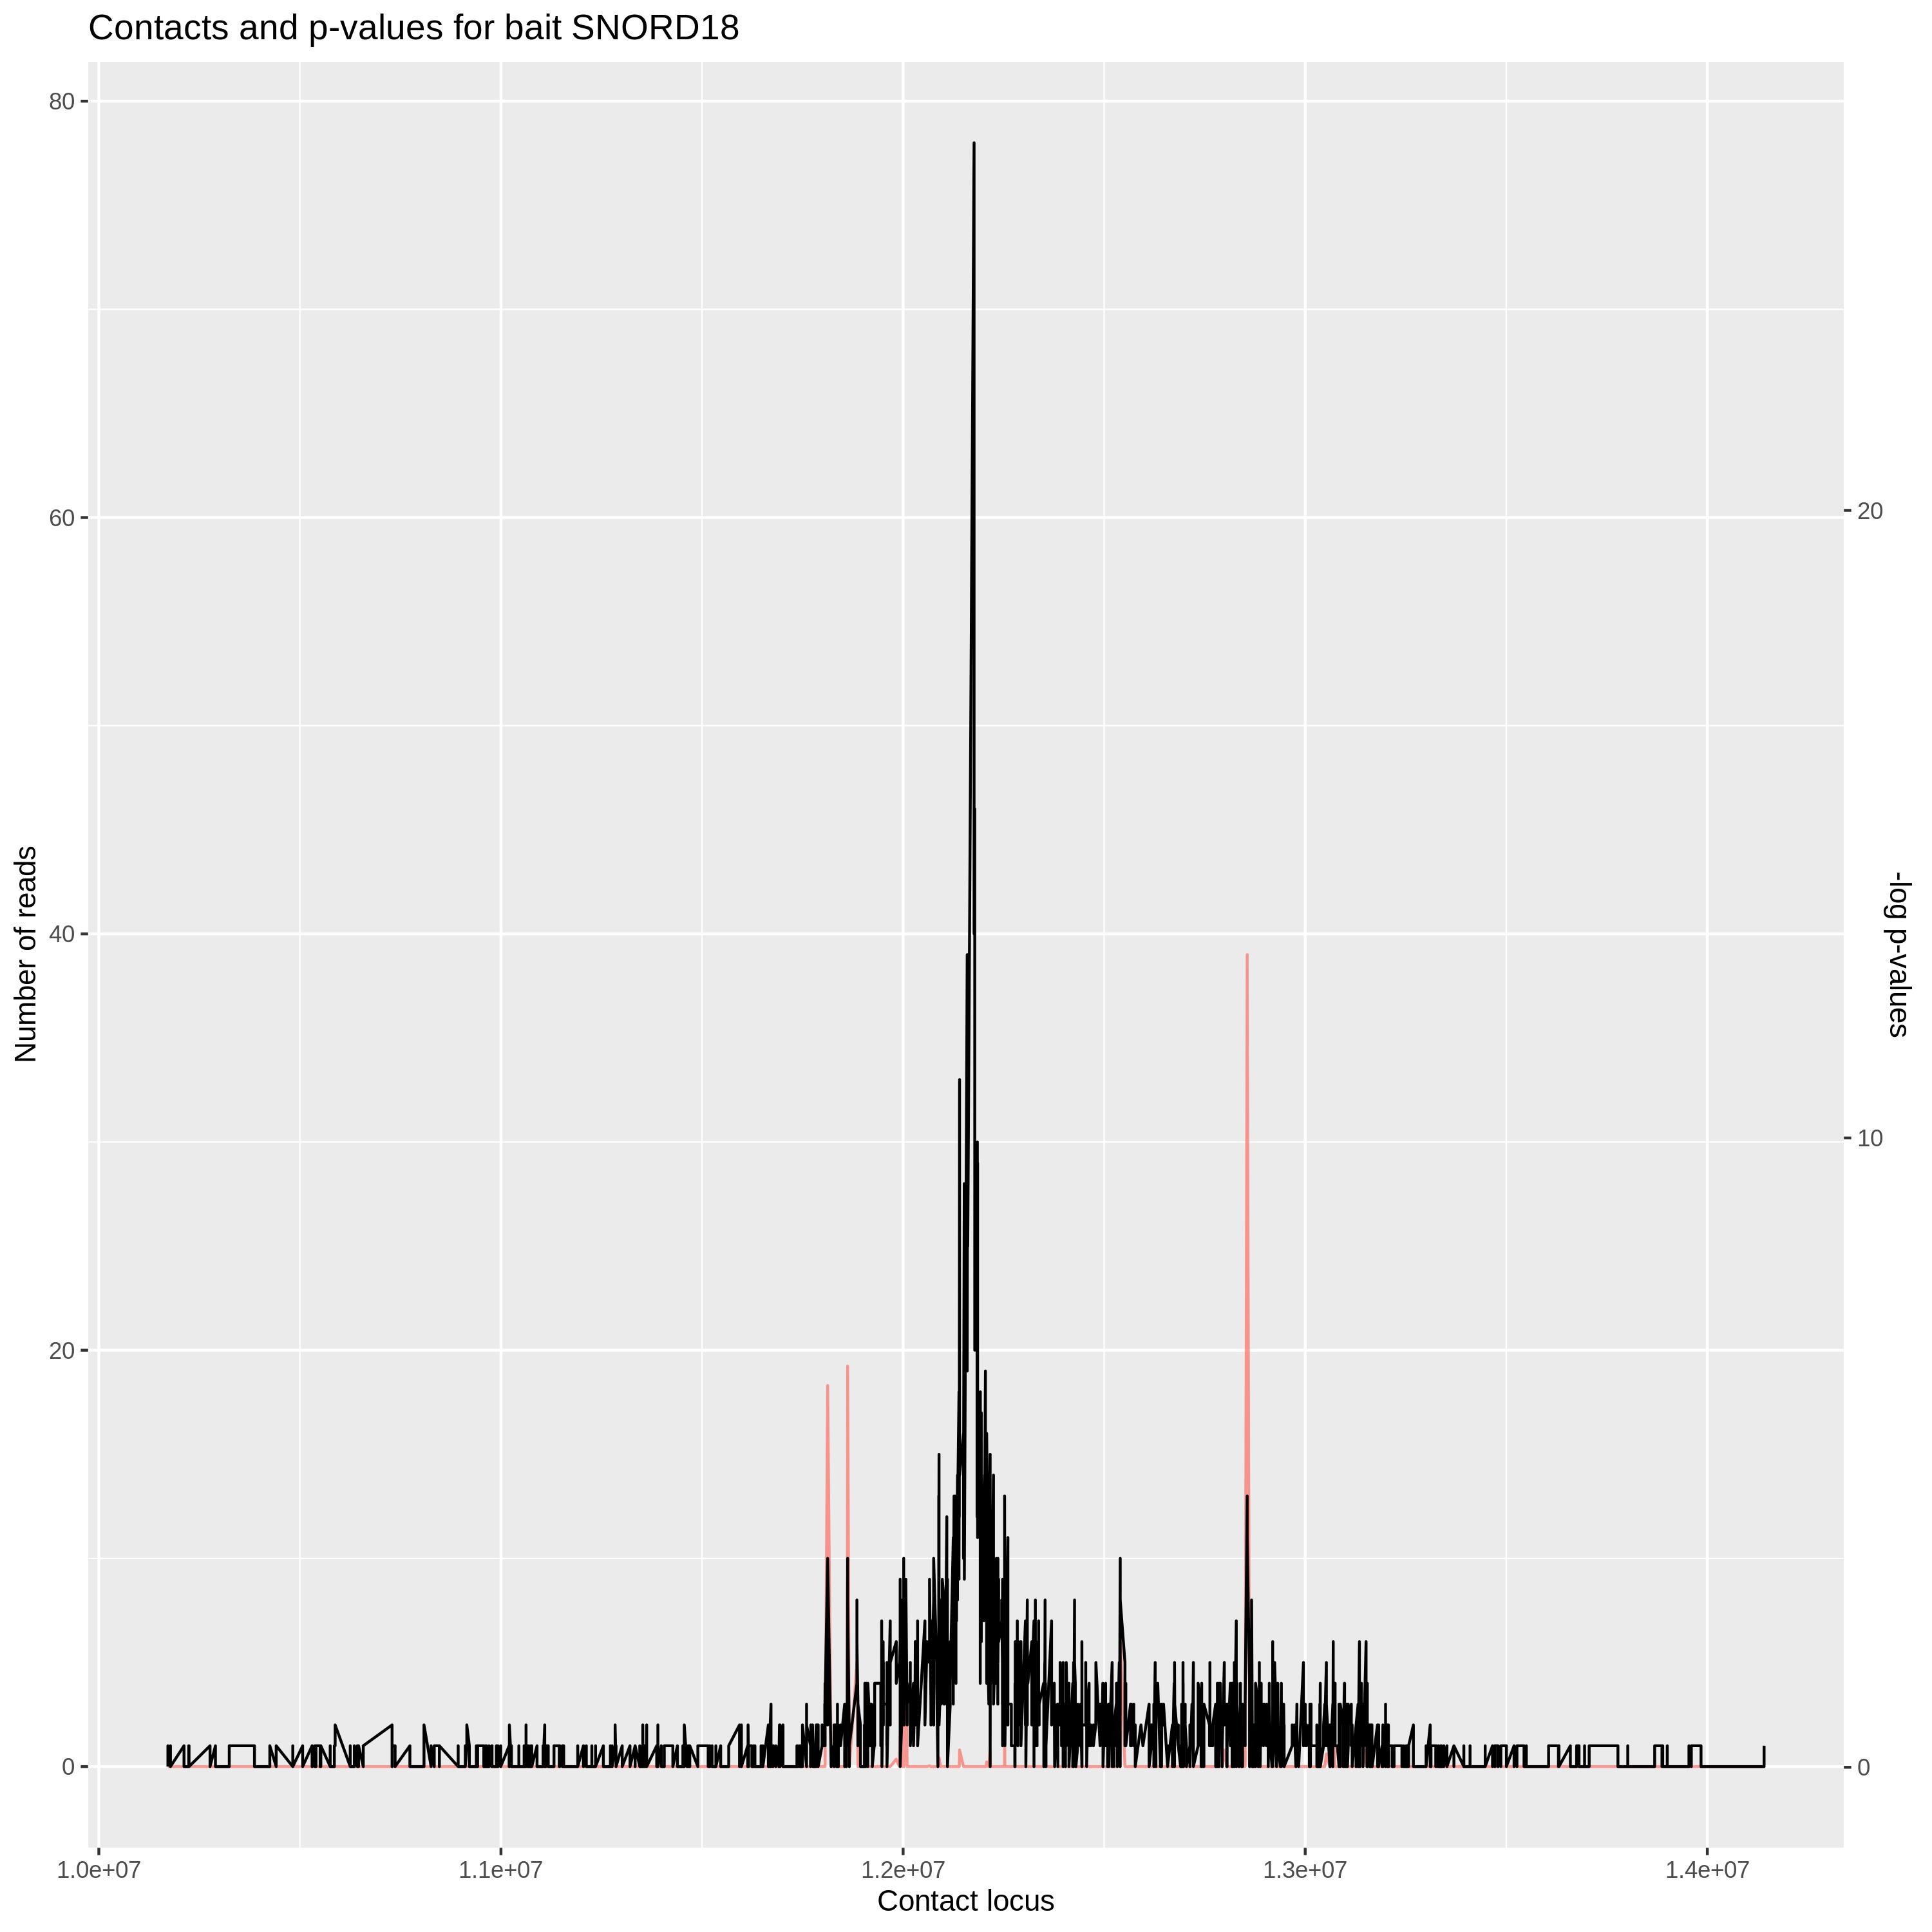 Contacts and p-values for bait SNORD18
80
60
40
20
0
Number of reads
20
10
0
-log p-values
1.0e+07
1.1e+07
1.2e+07
1.3e+07
1.4e+07
Contact locus